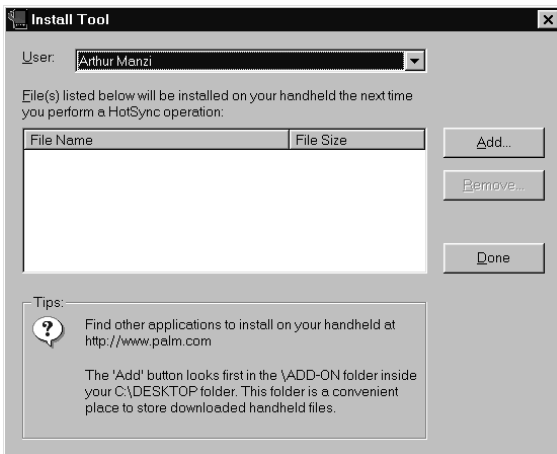 Install Tool
User: Arthur Manzi
File(s) listed below will be installed on your handheld the next time
you perform a HotSync operation:
File Name File Size
Add...
Remove...
Done
Tips:
Find other applications to install on your handheld at
http://www.palm.com
The 'Add' button looks first in the \ADD-ON folder inside
your C:\DESKTOP folder. This folder is a convenient
place to store downloaded handheld files.